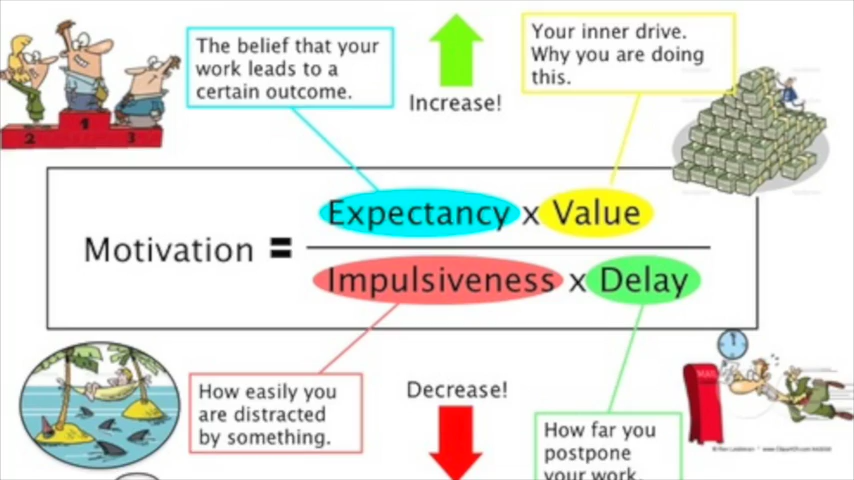 The belief that your
work leads to a
certain outcome.
Increase!
Your inner drive.
Why you are doing
this.
2
1
3
Motivation =
Expectancy x Value
Impulsiveness x Delay
How easily you
are distracted
by something.
Decrease!
How far you
postpone
your work.
MAIL